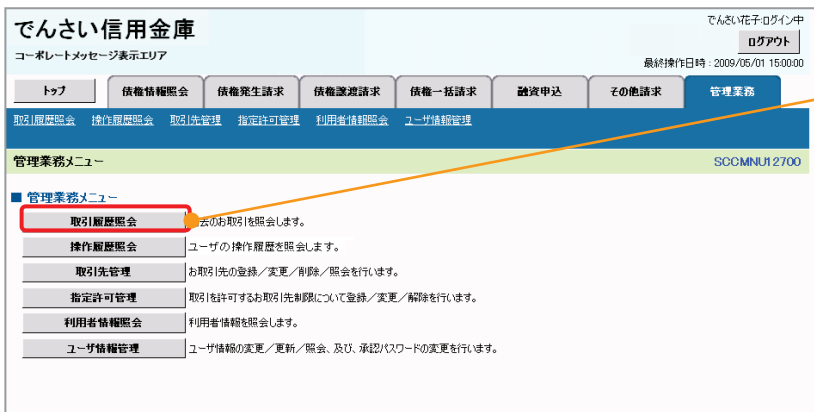 でんさい信用金庫
コーポレートメッセージ表示エリア
でんさい花子:ログイン中
ログアウト
最終操作日時：2009/05/01 15:00:00
トップ 債権情報照会 債権発生請求 債権譲渡請求 債権一括請求 融資申込 その他請求 管理業務
取引履歴照会 操作履歴照会 取引先管理 指定許可管理 利用者情報照会 ユーザ情報管理
管理業務メニュー SCCMNU12700
■ 管理業務メニュー
取引履歴照会 去のお取引を照会します。
操作履歴照会 ユーザの操作履歴を照会します。
取引先管理 お取引先の登録／変更／削除／照会を行います。
指定許可管理 取引を許可するお取引先制限について登録／変更／解除を行います。
利用者情報照会 利用者情報を照会します。
ユーザ情報管理 ユーザ情報の変更／更新／照会、及び、承認パスワードの変更を行います。